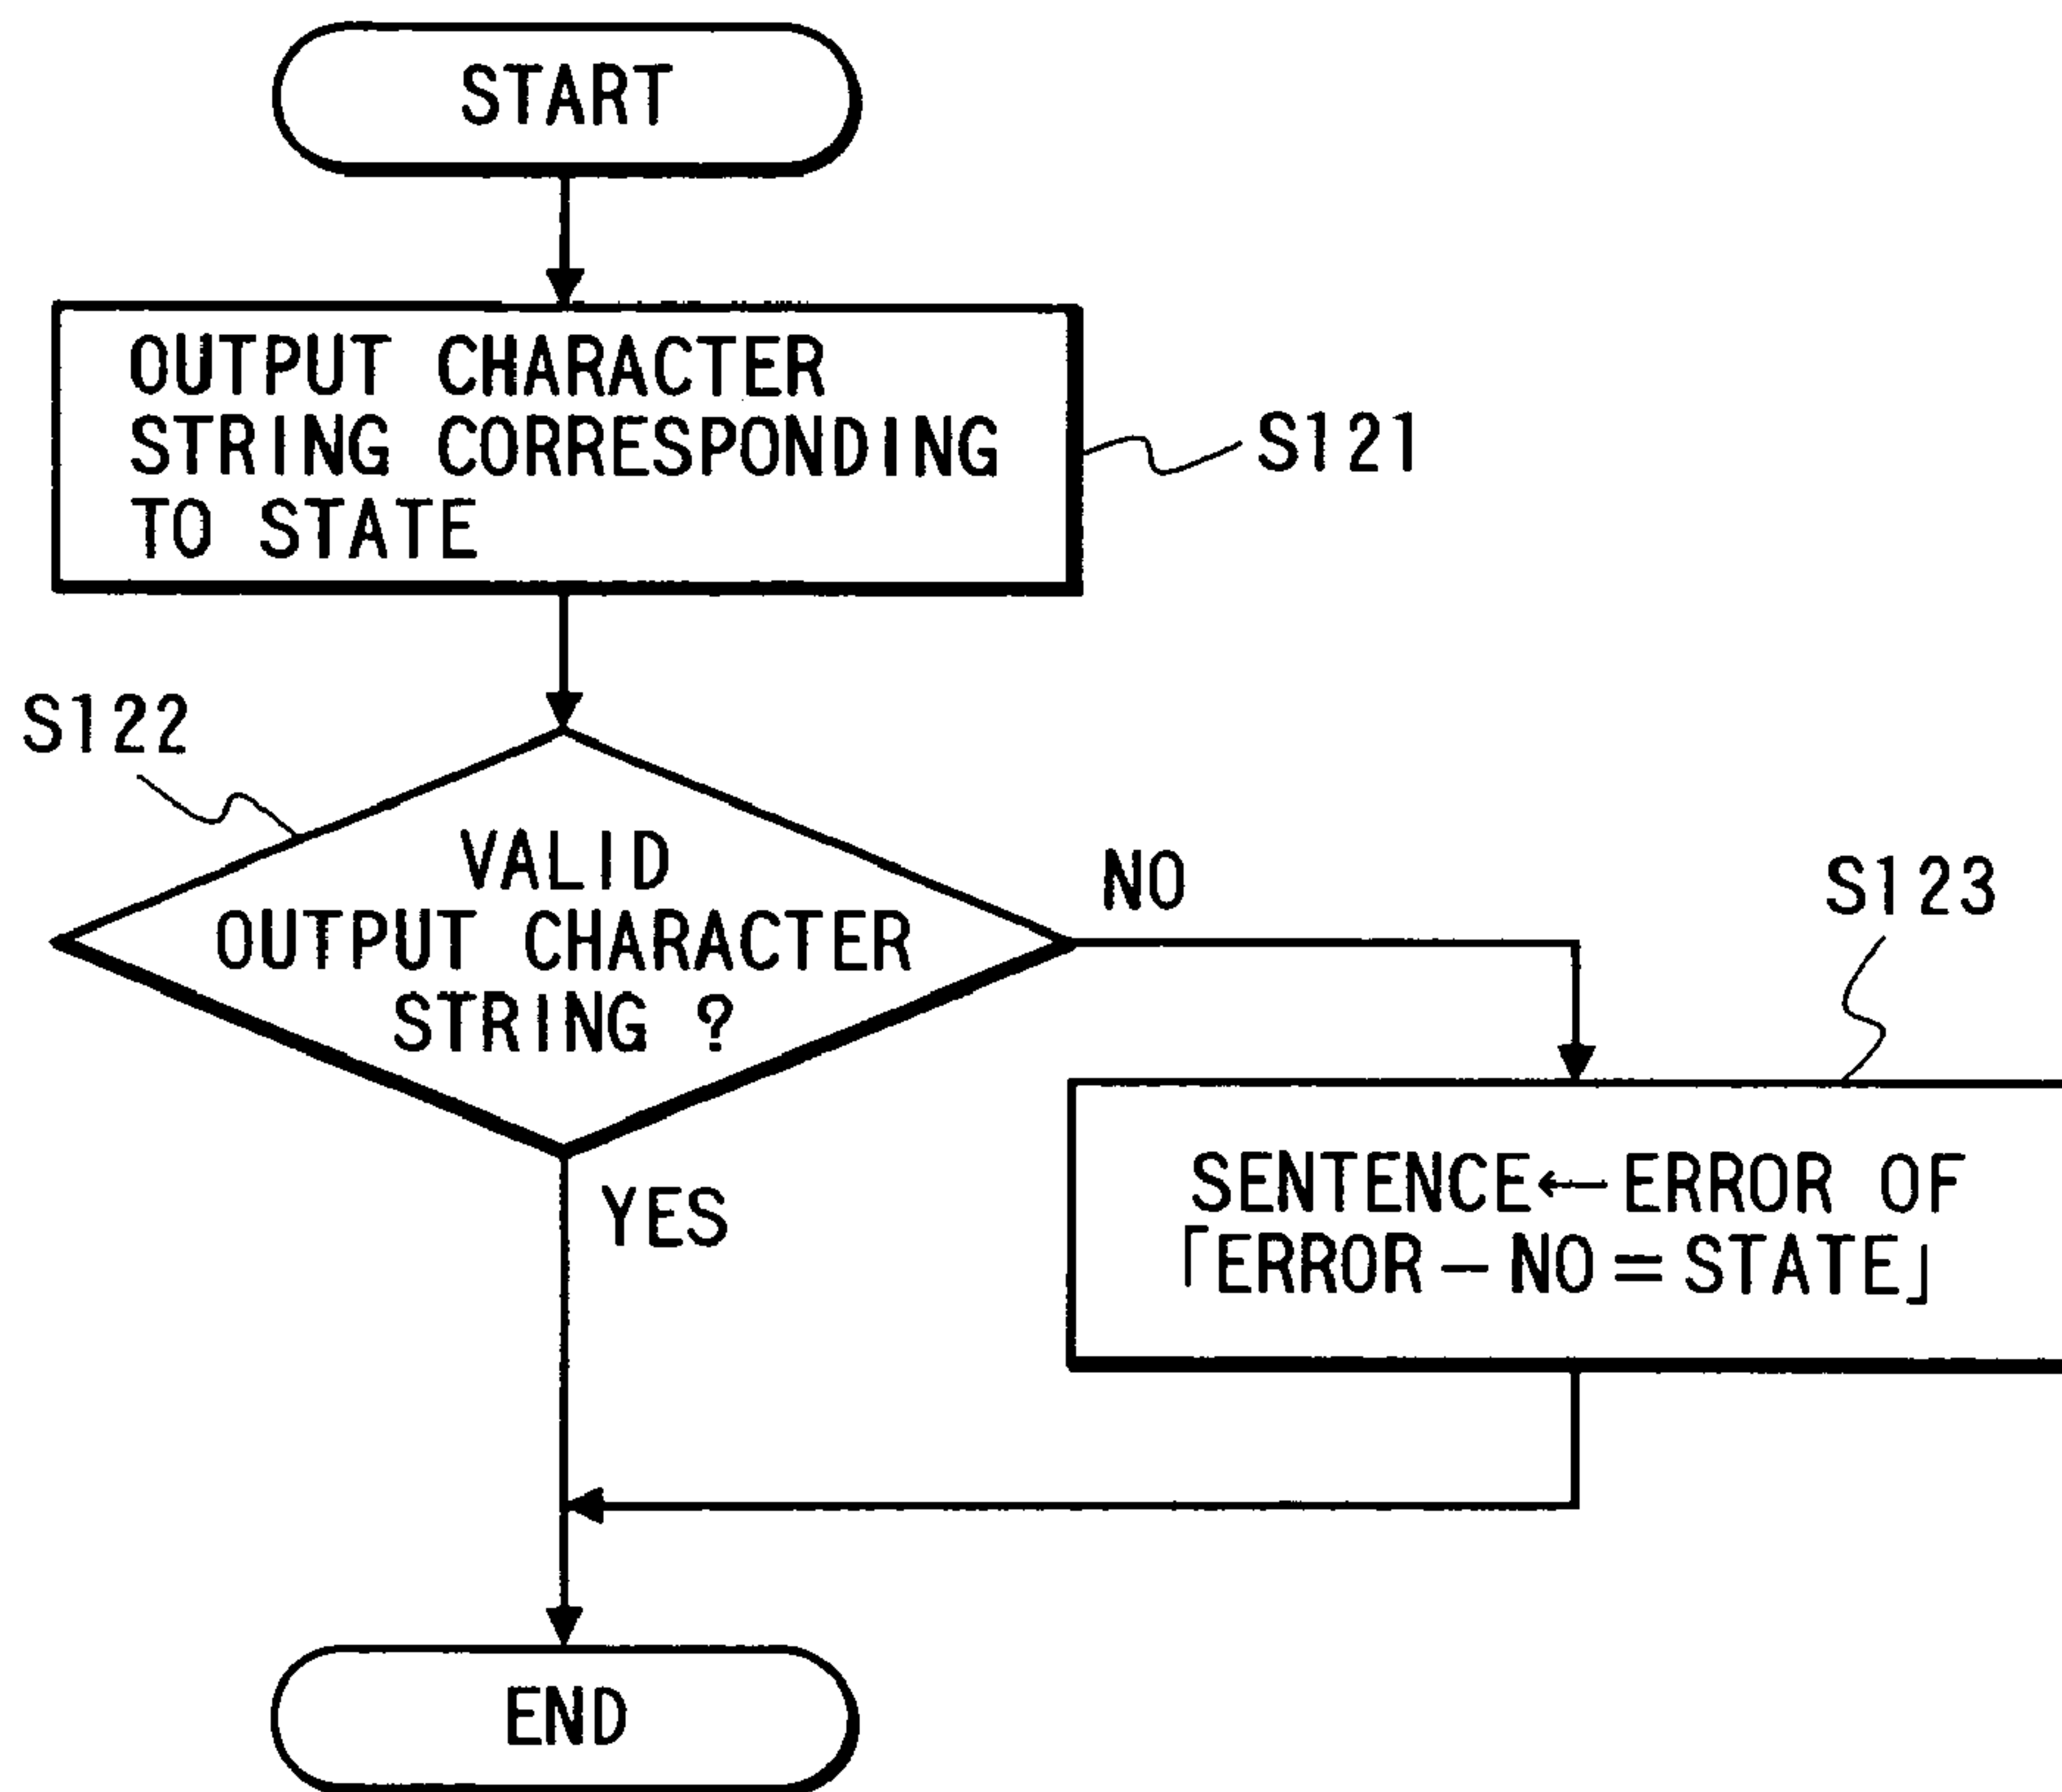 START
OUTPUT CHARACTER
STRING CORRESPONDING
TO STATE
S121
S122
VALID
OUTPUT CHARACTER
STRING ?
NO
YES
S123
SENTENCE←ERROR OF
「ERROR−NO=STATE」
END